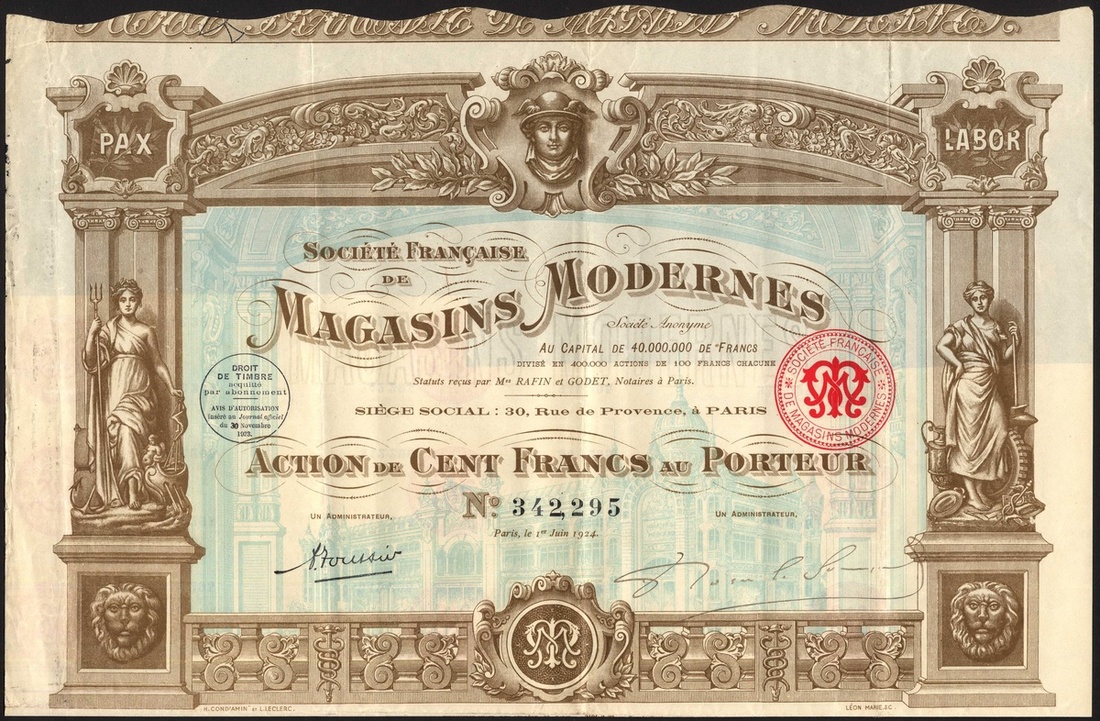 PAX
LABOR
SOCIÉTÉ FRANÇAISE
DE
MAGASINS MODERNES
Société Anonyme
AU CAPITAL DE 40.000.000 DE FRANCS
DIVISÉ EN 400.000 ACTIONS DE 100 FRANCS CHACUNE
Statuts reçus par Mes RAFIN et GODET, Notaires à Paris.
SIÈGE SOCIAL : 30, Rue de Provence, à PARIS
DROIT
DE TIMBRE
acquitté
par abonnement
AVIS D'AUTORISATION
inséré au Journal officiel
du 30 Novembre
1923.
SOCIÉTÉ FRANÇAISE
DE MAGASINS MODERNES
ACTION DE CENT FRANCS AU PORTEUR
No 342,295
UN ADMINISTRATEUR,
UN ADMINISTRATEUR,
Paris, le 1er Juin 1924.
H. CONDAMIN et L. LECLERC.
LÉON MARIE. SC.